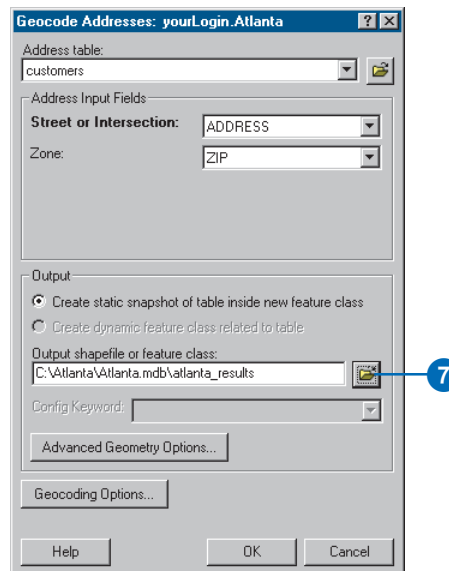 Geocode Addresses: yourLogin.Atlanta
Address table:
customers
Address Input Fields
Street or Intersection:
ADDRESS
Zone:
ZIP
Output
Create static snapshot of table inside new feature class
Create dynamic feature class related to table
Output shapefile or feature class:
C:\Atlanta\Atlanta.mdb\atlanta_results
7
Config Keyword:
Advanced Geometry Options...
Geocoding Options...
Help
OK
Cancel